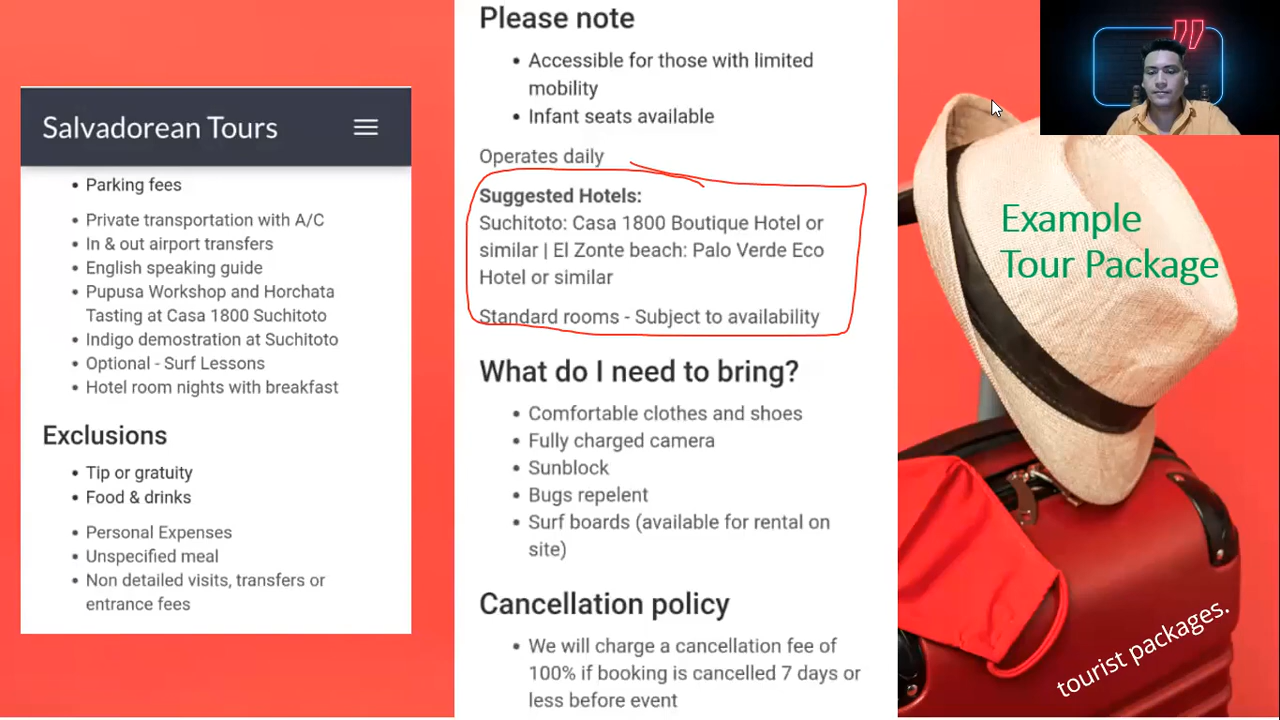 Salvadorean Tours
Parking fees
Private transportation with A/C
In & out airport transfers
English speaking guide
Pupusa Workshop and Horchata
Tasting at Casa 1800 Suchitoto
Indigo demostration at Suchitoto
Optional - Surf Lessons
Hotel room nights with breakfast
Exclusions
Tip or gratuity
Food & drinks
Personal Expenses
Unspecified meal
Non detailed visits, transfers or
entrance fees
Please note
Accessible for those with limited
mobility
Infant seats available
Operates daily
Suggested Hotels:
Suchitoto: Casa 1800 Boutique Hotel or
similar | El Zonte beach: Palo Verde Eco
Hotel or similar
Standard rooms - Subject to availability
What do I need to bring?
Comfortable clothes and shoes
Fully charged camera
Sunblock
Bugs repelent
Surf boards (available for rental on
site)
Cancellation policy
We will charge a cancellation fee of
100% if booking is cancelled 7 days or
less before event
Example
Tour Package
tourist packages.